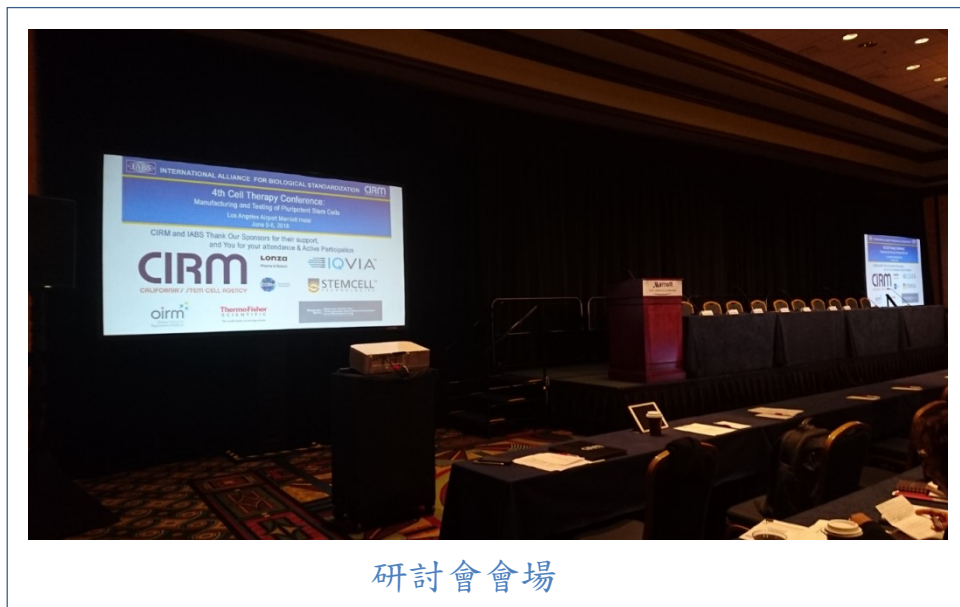 IABS
INTERNATIONAL ALLIANCE FOR BIOLOGICAL STANDARDIZATION
CIRM
4th Cell Therapy Conference:
Manufacturing and Testing of Pluripotent Stem Cells
Los Angeles Airport Marriott Hotel
June 5-6, 2018
CIRM and IABS Thank Our Sponsors for their support,
and You for your attendance & Active Participation
CIRM
CALIFORNIA'S STEM CELL AGENCY
Lonza
IQVIA
STEMCELL
TECHNOLOGIES
oirm
ThermoFisher
SCIENTIFIC
Marriott
CIRM
研討會會場